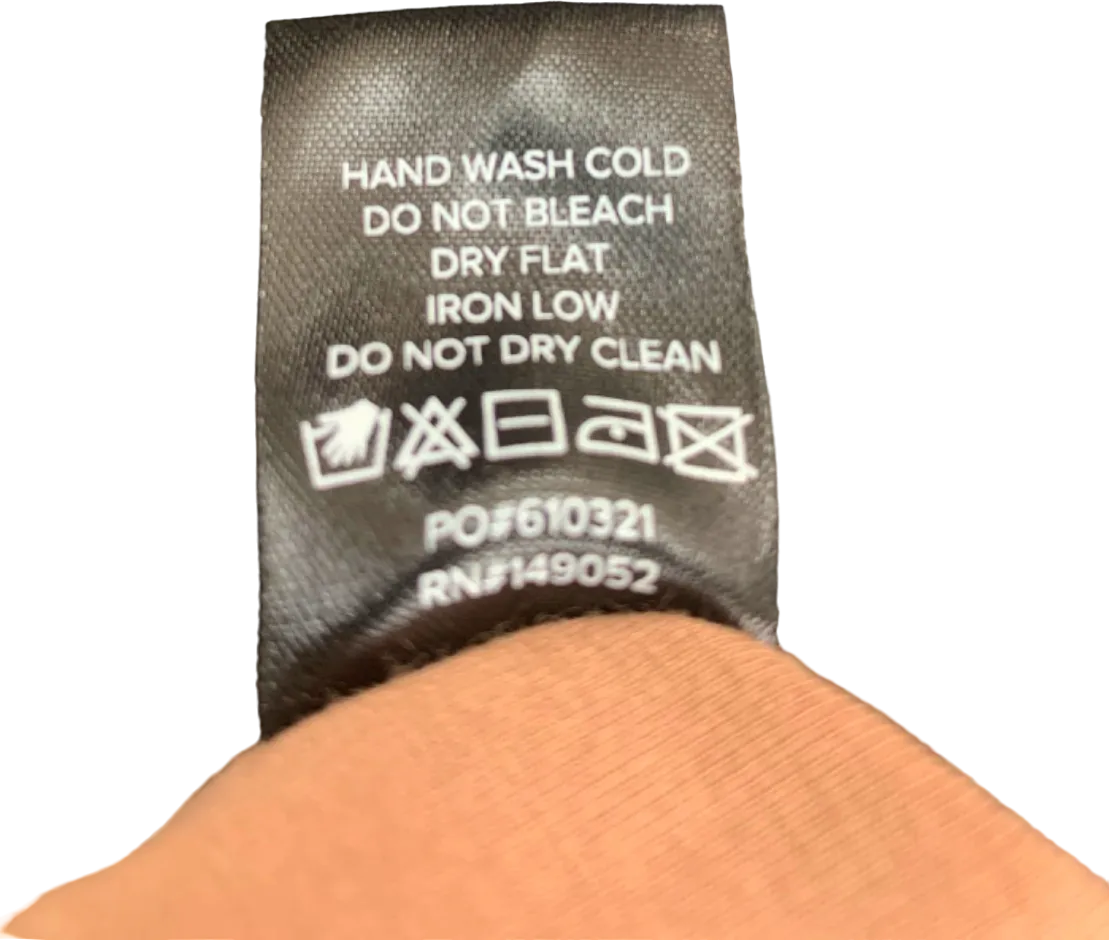 HAND WASH COLD
DO NOT BLEACH
DRY FLAT
IRON LOW
DO NOT DRY CLEAN
PO#610321
RN#149052